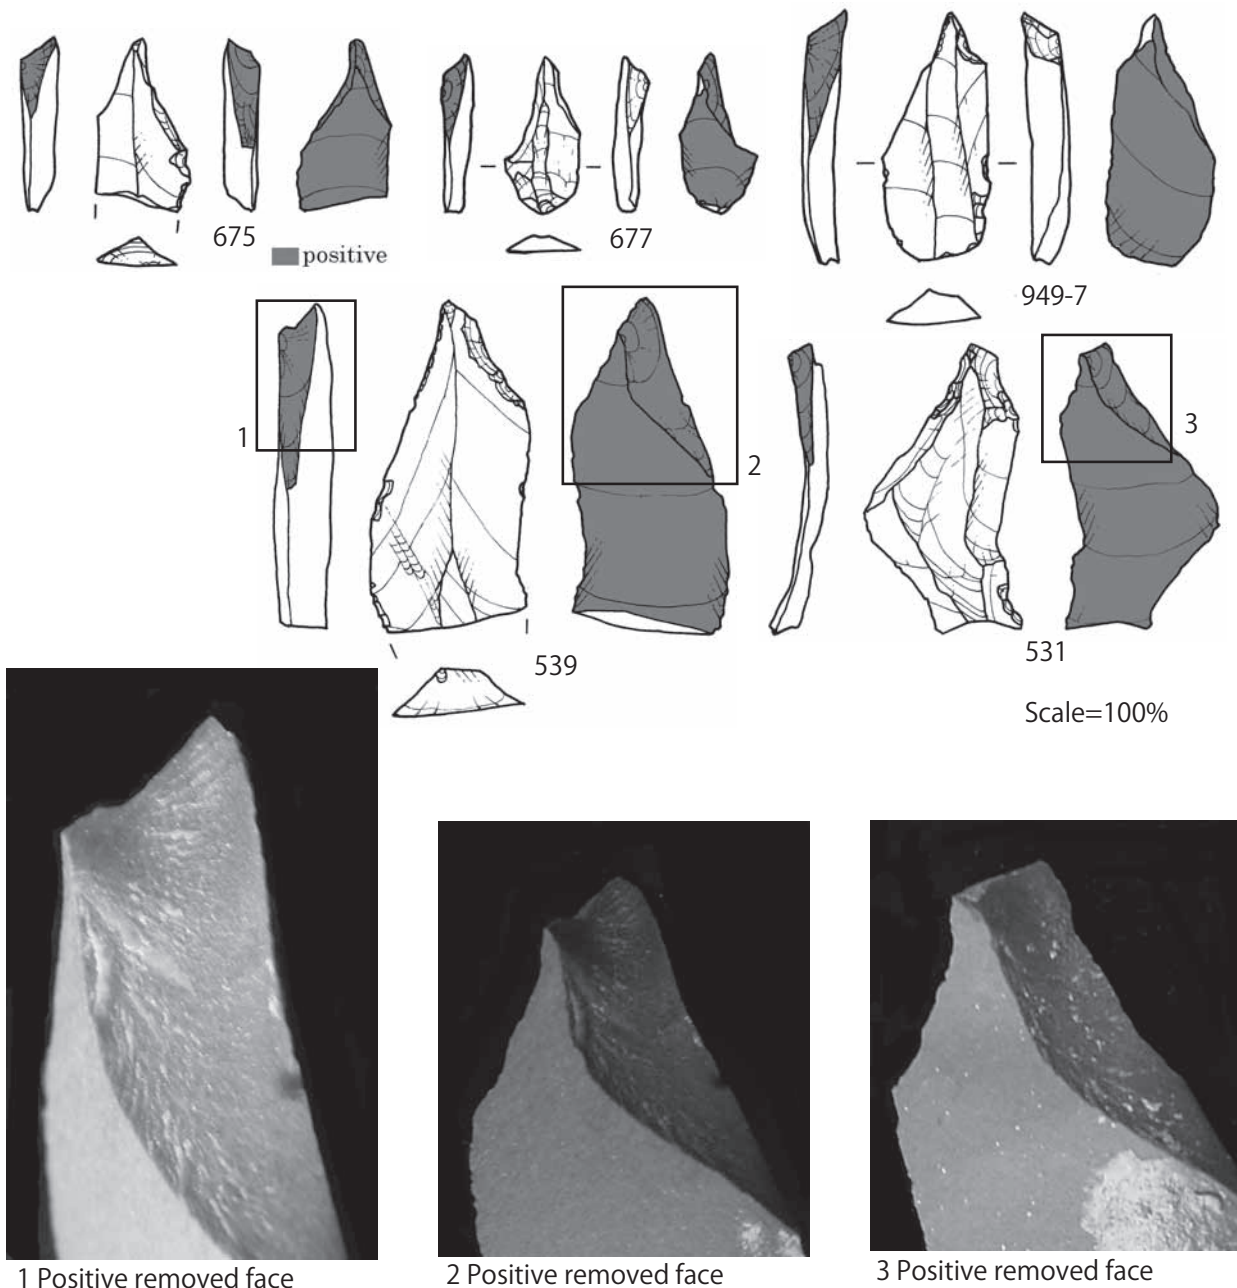 675
positive
677
949-7
1
2
3
539
531
Scale=100%
1 Positive removed face
2 Positive removed face
3 Positive removed face